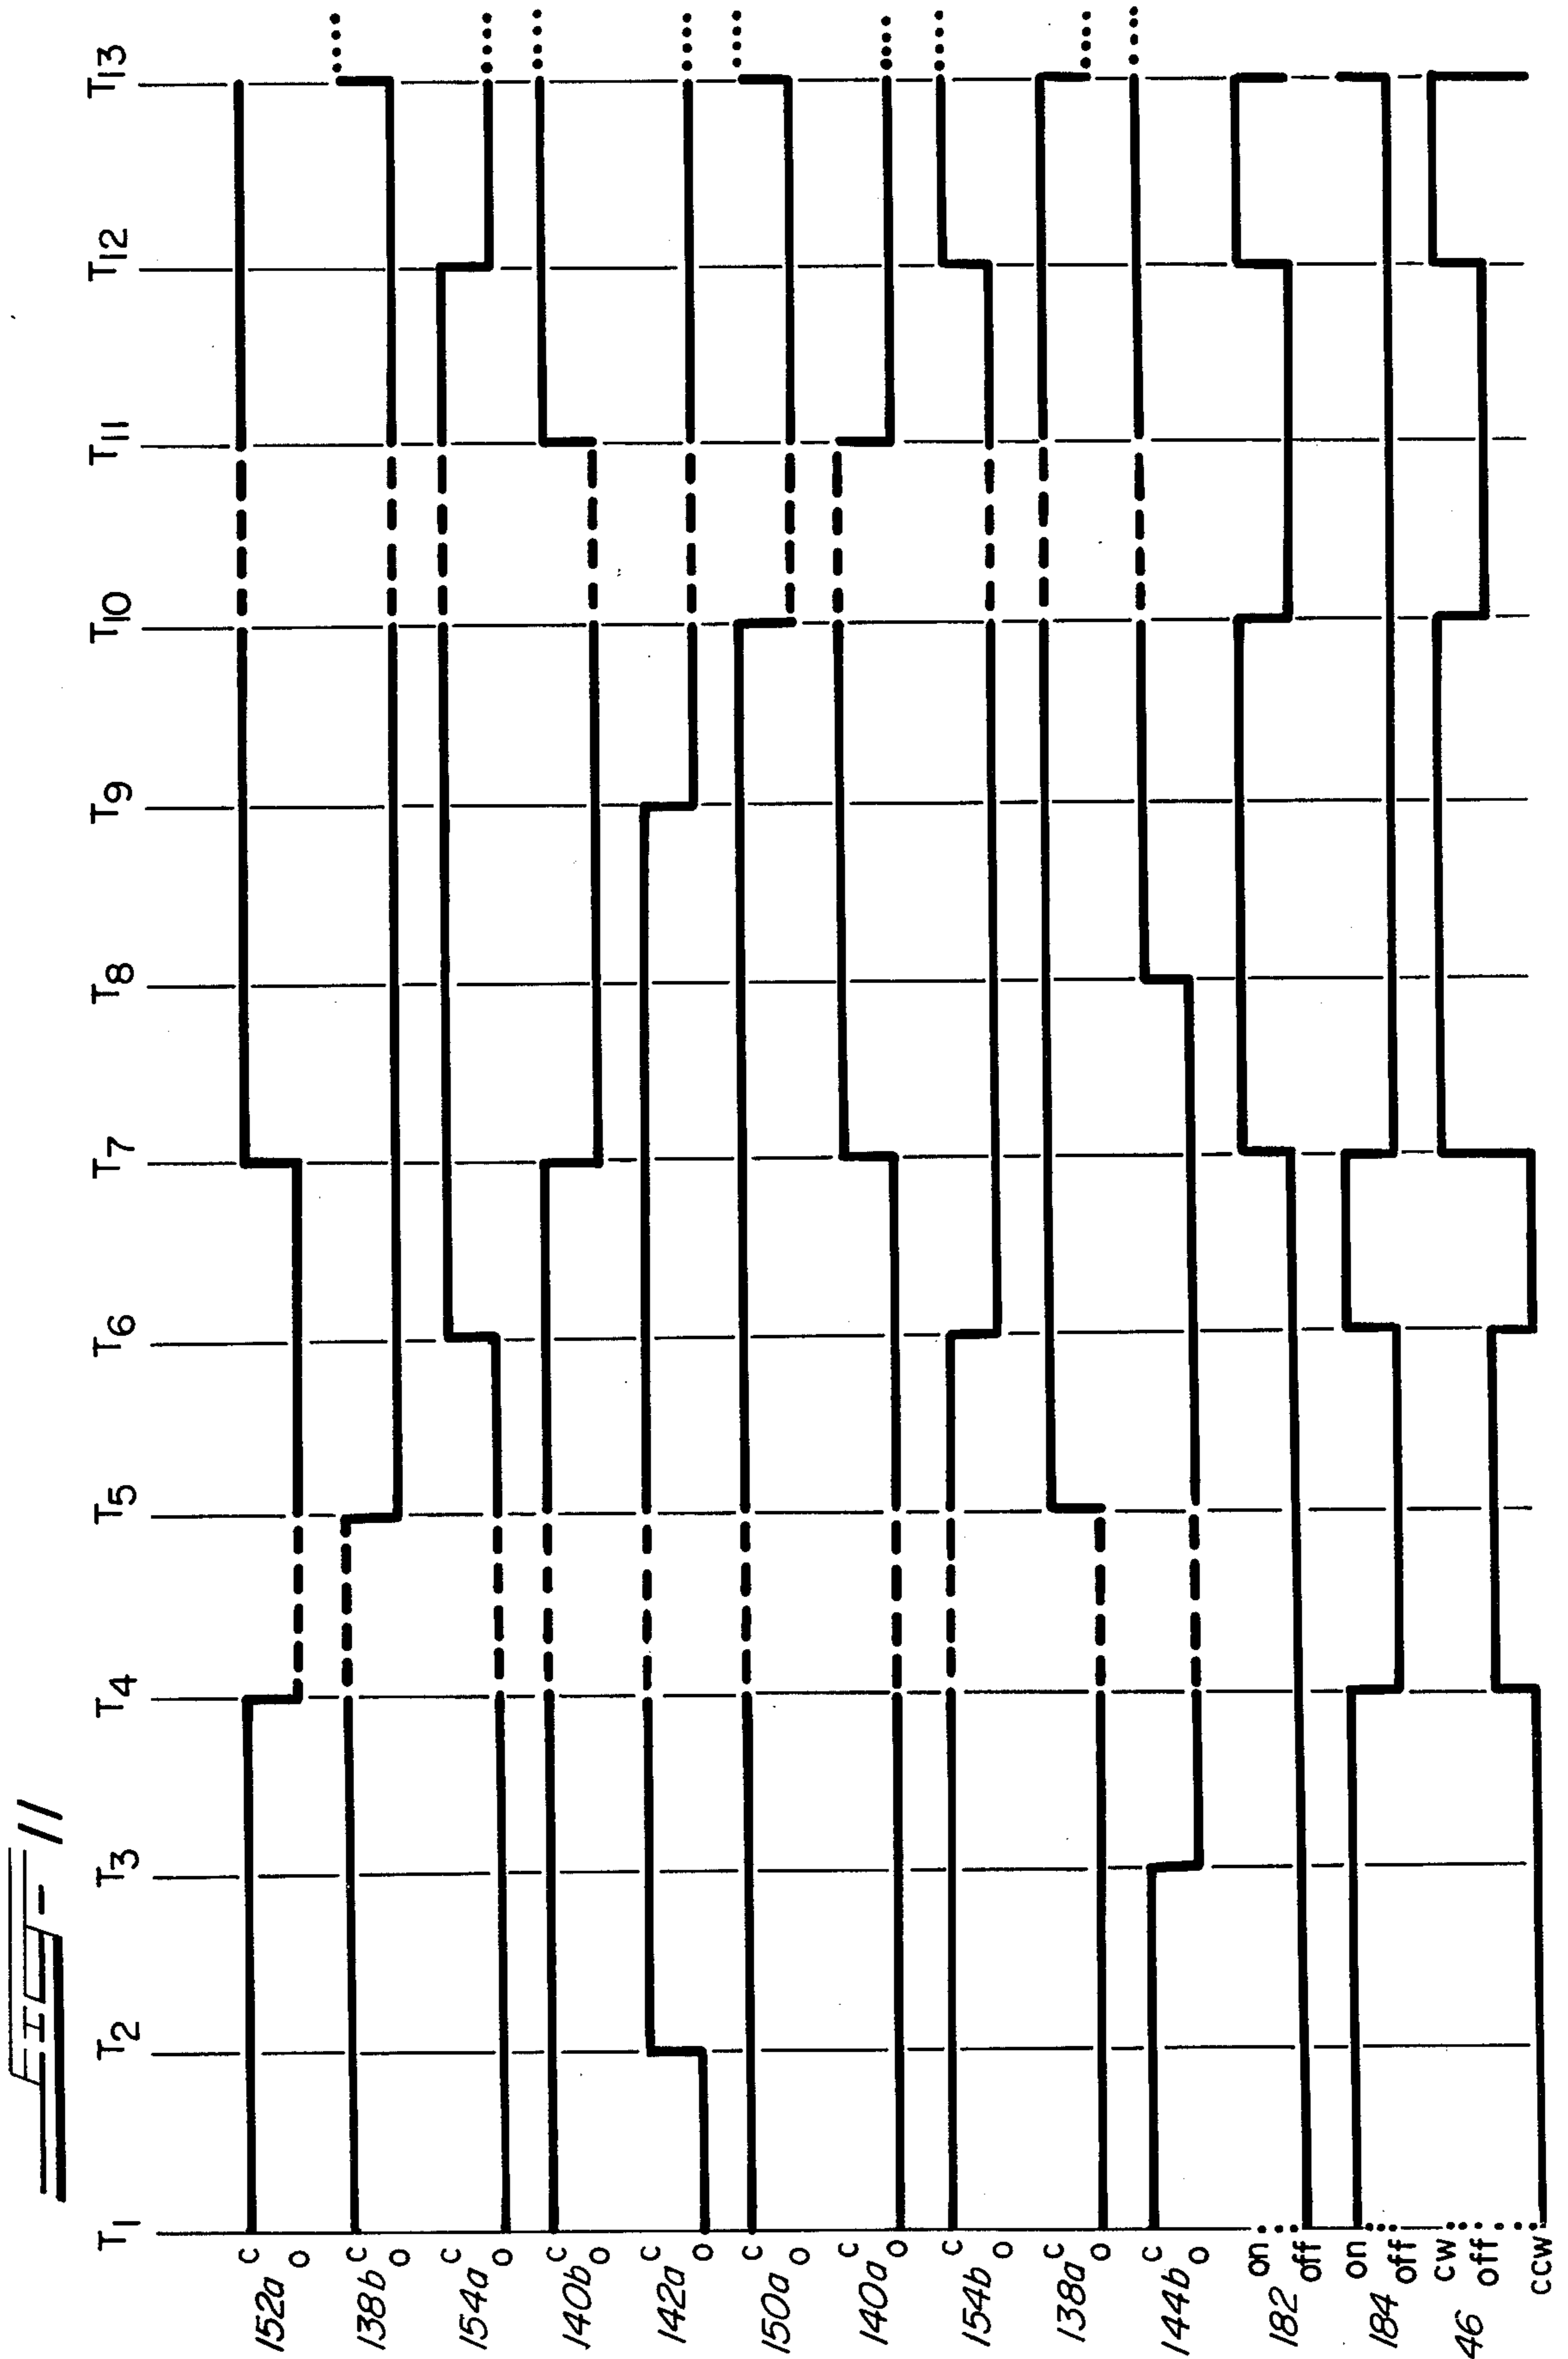 FIG-11
T1 T2 T3 T4 T5 T6 T7 T8 T9 T10 T11 T12 T13
152a C O
138b C O
154a C O
140b C O
142a C O
150a C O
140a C O
154b C O
138a C O
144b C O
182 on off
184 on off
46 CW off CCW